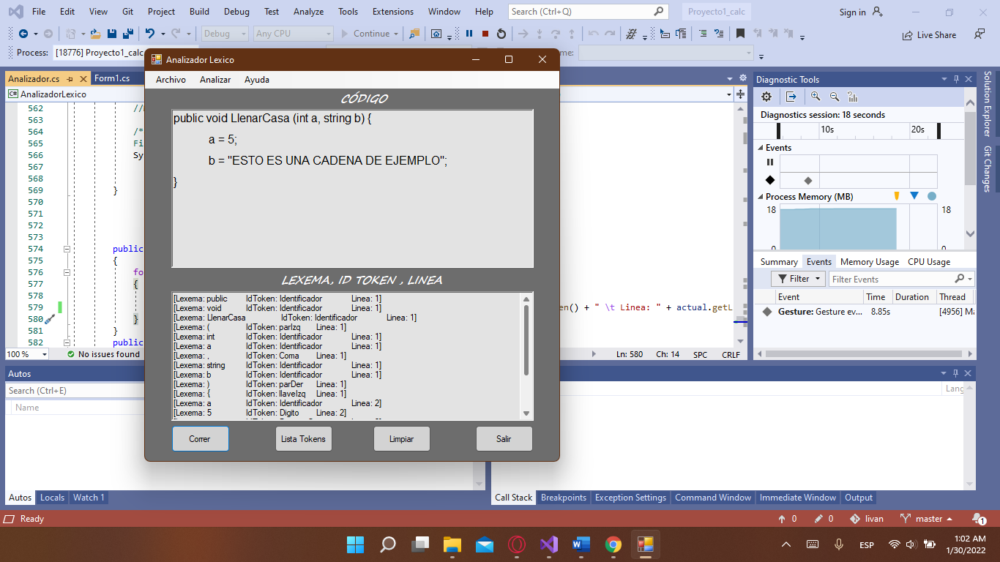 File Edit View Git Project Build Debug Test Analyze Tools Extensions Window Help Search (Ctrl+Q) Proyecto1_calc Sign in
Debug Any CPU Continue Live Share
Process: [18776] Proyecto1_calc
Analizador Lexico
Archivo Analizar Ayuda
Analizador.cs Form1.cs
AnalizadorLexico
CÓDIGO
public void LlenarCasa (int a, string b) {
a = 5;
b = "ESTO ES UNA CADENA DE EJEMPLO";
}
LEXEMA, ID TOKEN , LINEA
[Lexema: public IdToken: Identificador Linea: 1]
[Lexema: void IdToken: Identificador Linea: 1]
[Lexema: LlenarCasa IdToken: Identificador Linea: 1]
[Lexema: ( IdToken: parIzq Linea: 1]
[Lexema: int IdToken: Identificador Linea: 1]
[Lexema: a IdToken: Identificador Linea: 1]
[Lexema: , IdToken: Coma Linea: 1]
[Lexema: string IdToken: Identificador Linea: 1]
[Lexema: b IdToken: Identificador Linea: 1]
[Lexema: ) IdToken: parDer Linea: 1]
[Lexema: { IdToken: llaveIzq Linea: 1]
[Lexema: a IdToken: Identificador Linea: 2]
[Lexema: 5 IdToken: Digito Linea: 2]
Correr Lista Tokens Limpiar Salir
562
563
564 /*
565 Fi
566 Sy
567
568
569 }
570
571
572
573
574 public
575 {
576 fo
577 {
578
579 en() + " \t Linea: " + actual.getL
580 }
581 }
582 public
100 % No issues found Ln: 580 Ch: 14 SPC CRLF
Diagnostic Tools
Diagnostics session: 18 seconds
10s 20s
Events
Process Memory (MB)
18 18
0 0
Summary Events Memory Usage CPU Usage
Filter Filter Events
Event Time Duration Thread
Gesture: Gesture ev... 8.85s [4956] Ma
Solution Explorer
Git Changes
Autos
Search (Ctrl+E)
Name
Lang
Autos Locals Watch 1
Call Stack Breakpoints Exception Settings Command Window Immediate Window Output
Ready 0 0 livan master 1
ESP 1:02 AM
1/30/2022